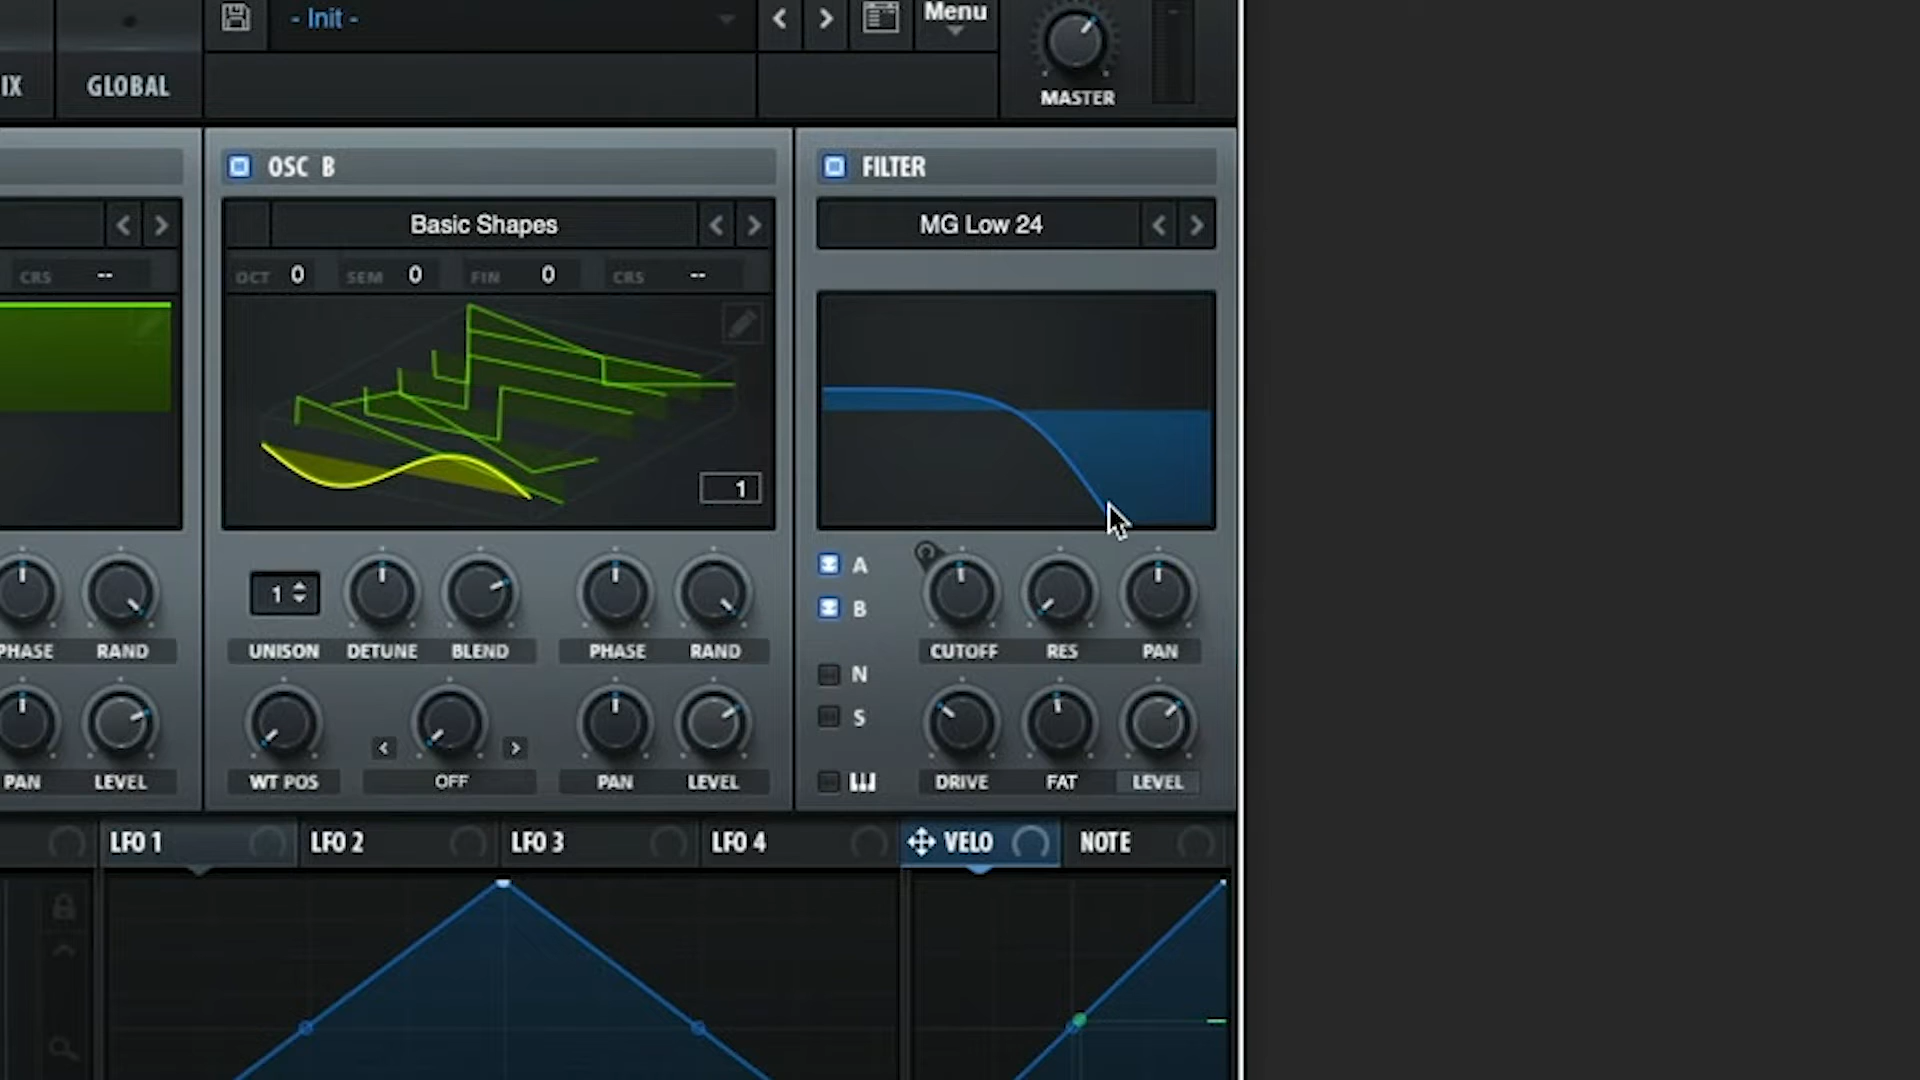 - Init -
Menu
IX
GLOBAL
MASTER
OSC B
FILTER
Basic Shapes
MG Low 24
CRS --
OCT 0
SEM 0
FIN 0
CRS --
1
A
B
N
S
1
UNISON
DETUNE
BLEND
PHASE
RAND
PHASE
RAND
CUTOFF
RES
PAN
PAN
LEVEL
WT POS
OFF
PAN
LEVEL
DRIVE
FAT
LEVEL
LFO 1
LFO 2
LFO 3
LFO 4
VELO
NOTE